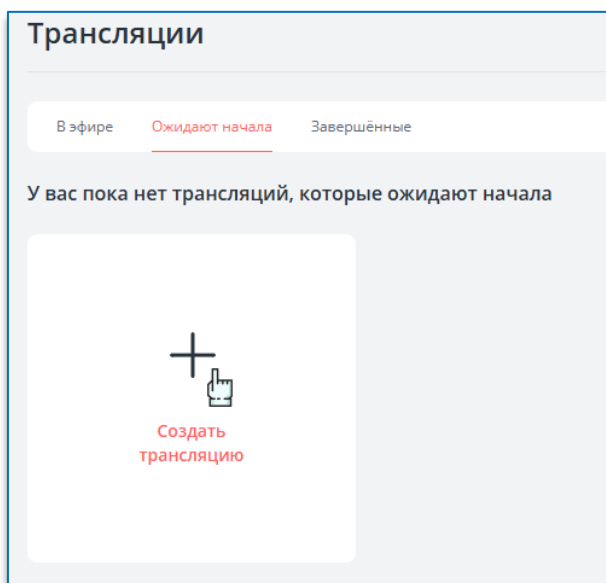 Трансляции
В эфире Ожидают начала Завершённые
У вас пока нет трансляций, которые ожидают начала
Создать
трансляцию